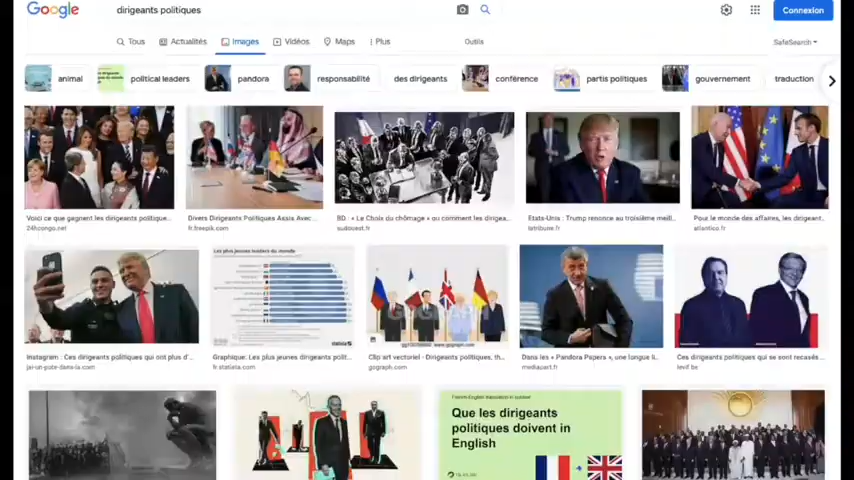 Google
dirigeants politiques
Connexion
Tous
Actualités
Images
Vidéos
Maps
Plus
Outils
SafeSearch
animal
political leaders
pandora
responsabilité
des dirigeants
conférence
partis politiques
gouvernement
traduction
Voici ce que gagnent les dirigeants politique...
24hcongo.net
Divers Dirigeants Politiques Assis Avec...
fr.freepik.com
BD : « Le Choix du chômage » ou comment les dirigea...
sudouest.fr
Etats-Unis : Trump renonce au troisième meil...
latribune.fr
Pour le monde des affaires, les dirigeant...
atlantico.fr
Les plus jeunes leaders du monde
statista
GOGRAPH
www.gograph.com
Instagram : Ces dirigeants politiques qui ont plus d'...
jai-un-pote-dans-la.com
Graphique: Les plus jeunes dirigeants polit...
fr.statista.com
Clip art vectoriel - Dirigeants politiques, th...
gograph.com
Dans les « Pandora Papers », une longue li...
mediapart.fr
Ces dirigeants politiques qui se sont recasés ...
levif.be
Que les dirigeants
politiques doivent in
English